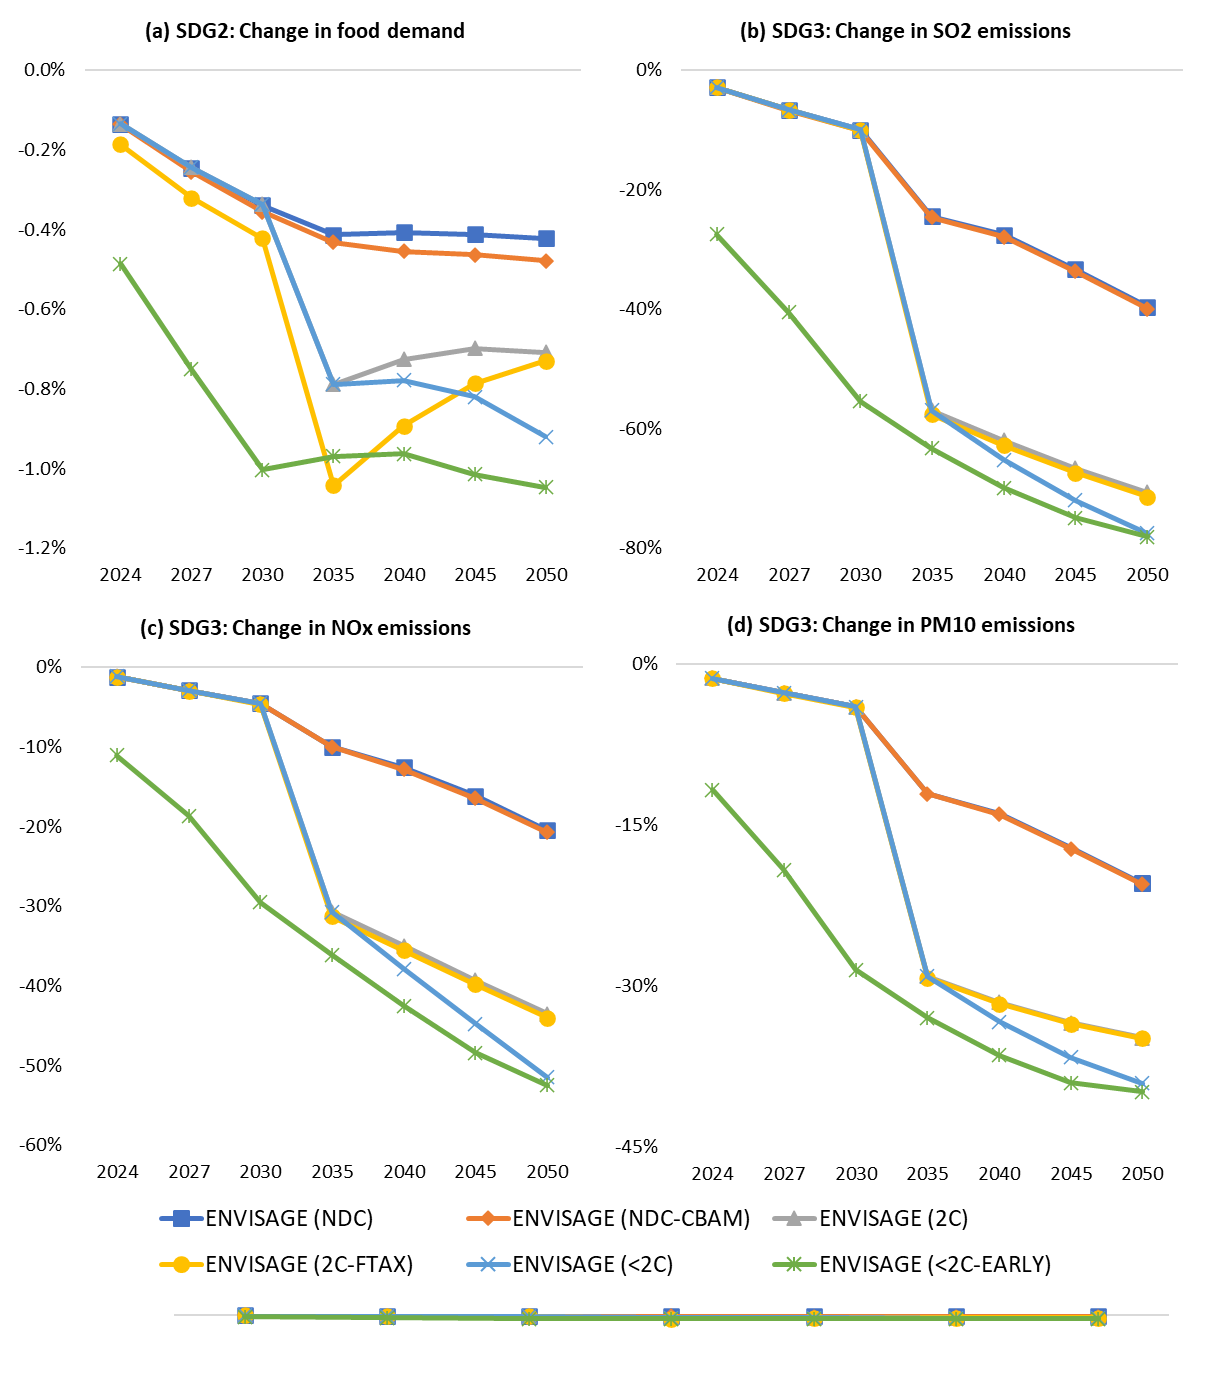 (a) SDG2: Change in food demand
0.0%
-0.2%
-0.4%
-0.6%
-0.8%
-1.0%
-1.2%
2024 2027 2030 2035 2040 2045 2050
(b) SDG3: Change in SO2 emissions
0%
-20%
-40%
-60%
-80%
2024 2027 2030 2035 2040 2045 2050
(c) SDG3: Change in NOx emissions
0%
-10%
-20%
-30%
-40%
-50%
-60%
2024 2027 2030 2035 2040 2045 2050
(d) SDG3: Change in PM10 emissions
0%
-15%
-30%
-45%
2024 2027 2030 2035 2040 2045 2050
ENVISAGE (NDC) ENVISAGE (NDC-CBAM) ENVISAGE (2C)
ENVISAGE (2C-FTAX) ENVISAGE (<2C) ENVISAGE (<2C-EARLY)